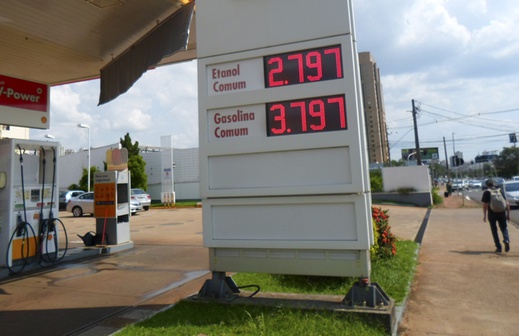 V-Power
Etanol
Comum
2.797
Gasolina
Comum
3.797